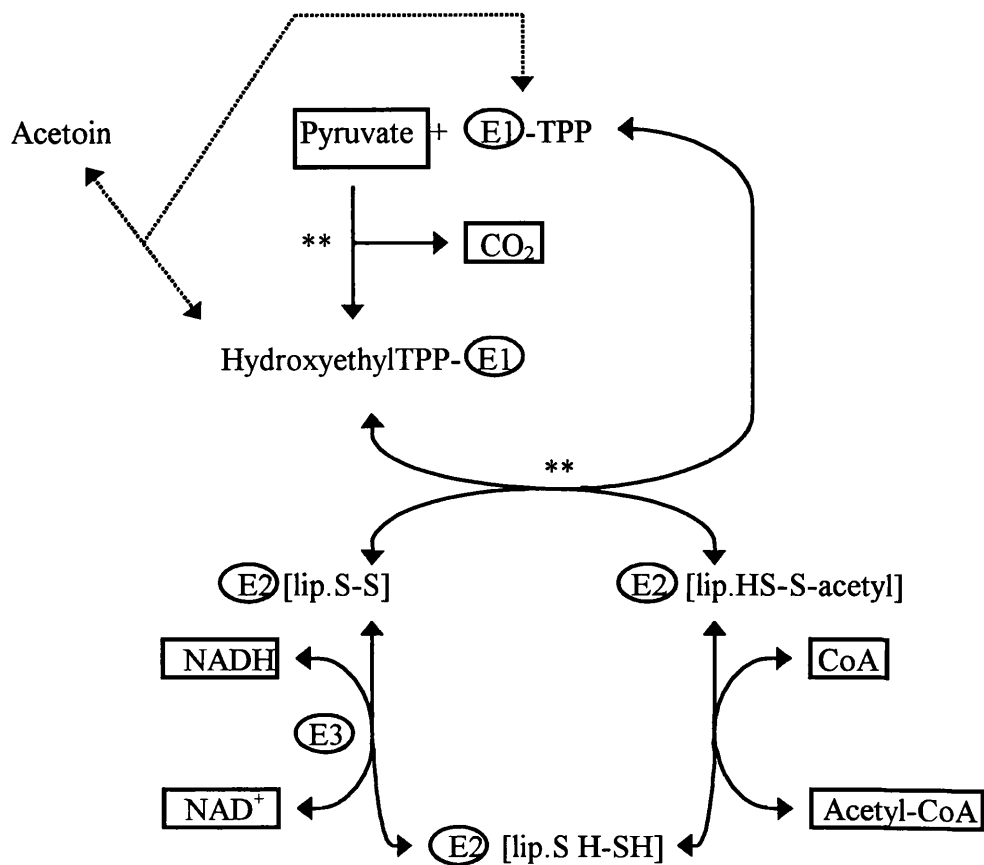 Acetoin
Pyruvate + E1-TPP
** CO₂
HydroxyethylTPP-E1
**
E2 [lip.S-S]
E2 [lip.HS-S-acetyl]
NADH
CoA
E3
NAD⁺
Acetyl-CoA
E2 [lip.S H-SH]